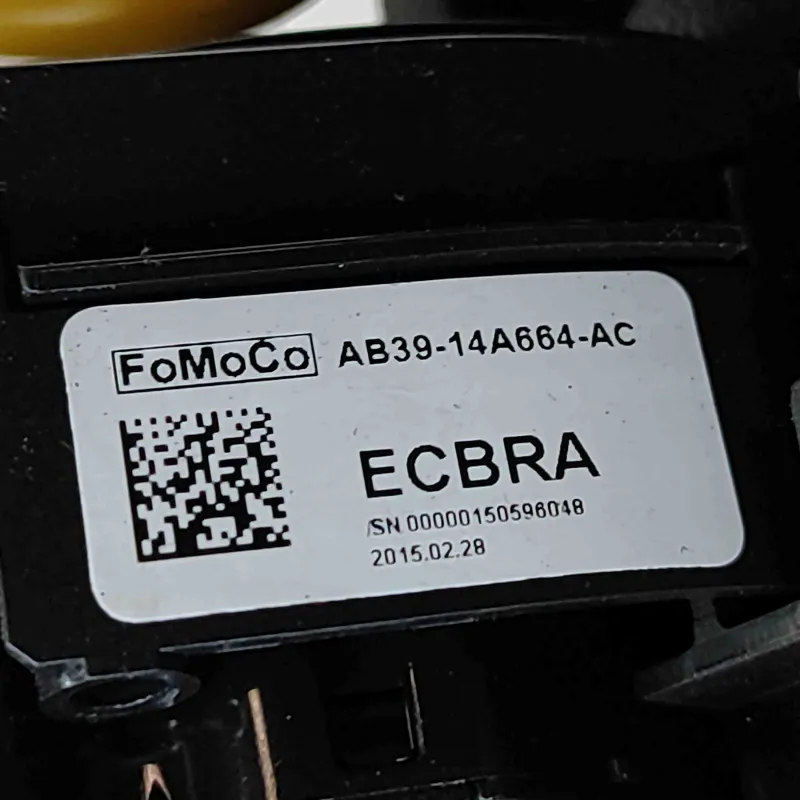 FoMoCo AB39-14A664-AC
ECBRA
/SN 00000150596048
2015.02.28